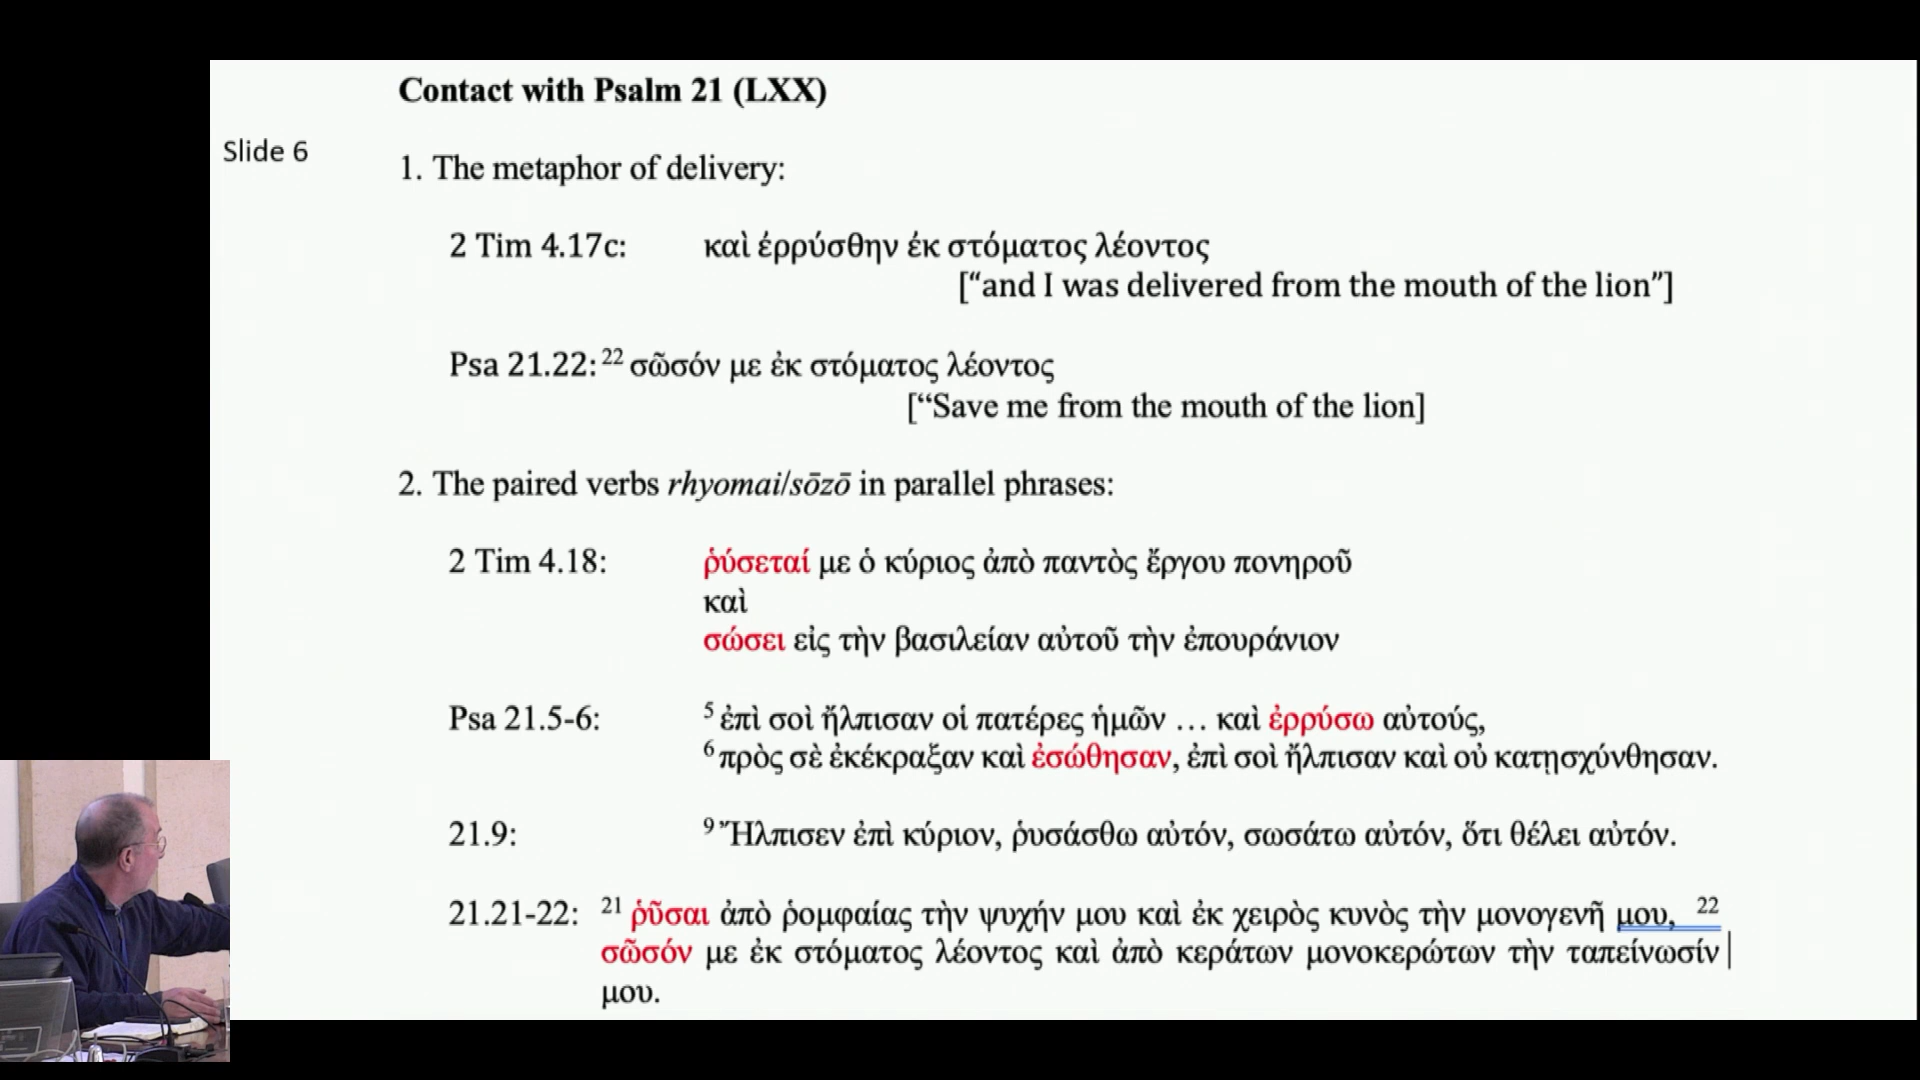 Contact with Psalm 21 (LXX)
Slide 6
1. The metaphor of delivery:
2 Tim 4.17c: καὶ ἐρρύσθην ἐκ στόματος λέοντος
[“and I was delivered from the mouth of the lion”]
Psa 21.22: 22 σῶσόν με ἐκ στόματος λέοντος
[“Save me from the mouth of the lion]
2. The paired verbs rhyomai/sōzō in parallel phrases:
2 Tim 4.18: ῥύσεταί με ὁ κύριος ἀπὸ παντὸς ἔργου πονηροῦ
καὶ
σώσει εἰς τὴν βασιλείαν αὐτοῦ τὴν ἐπουράνιον
Psa 21.5-6: 5 ἐπὶ σοὶ ἤλπισαν οἱ πατέρες ἡμῶν … καὶ ἐρρύσω αὐτούς,
6 πρὸς σὲ ἐκέκραξαν καὶ ἐσώθησαν, ἐπὶ σοὶ ἤλπισαν καὶ οὐ κατῃσχύνθησαν.
21.9: 9 Ἤλπισεν ἐπὶ κύριον, ῥυσάσθω αὐτόν, σωσάτω αὐτόν, ὅτι θέλει αὐτόν.
21.21-22: 21 ῥῦσαι ἀπὸ ῥομφαίας τὴν ψυχήν μου καὶ ἐκ χειρὸς κυνὸς τὴν μονογενῆ μου, 22
σῶσόν με ἐκ στόματος λέοντος καὶ ἀπὸ κεράτων μονοκερώτων τὴν ταπείνωσίν
μου.